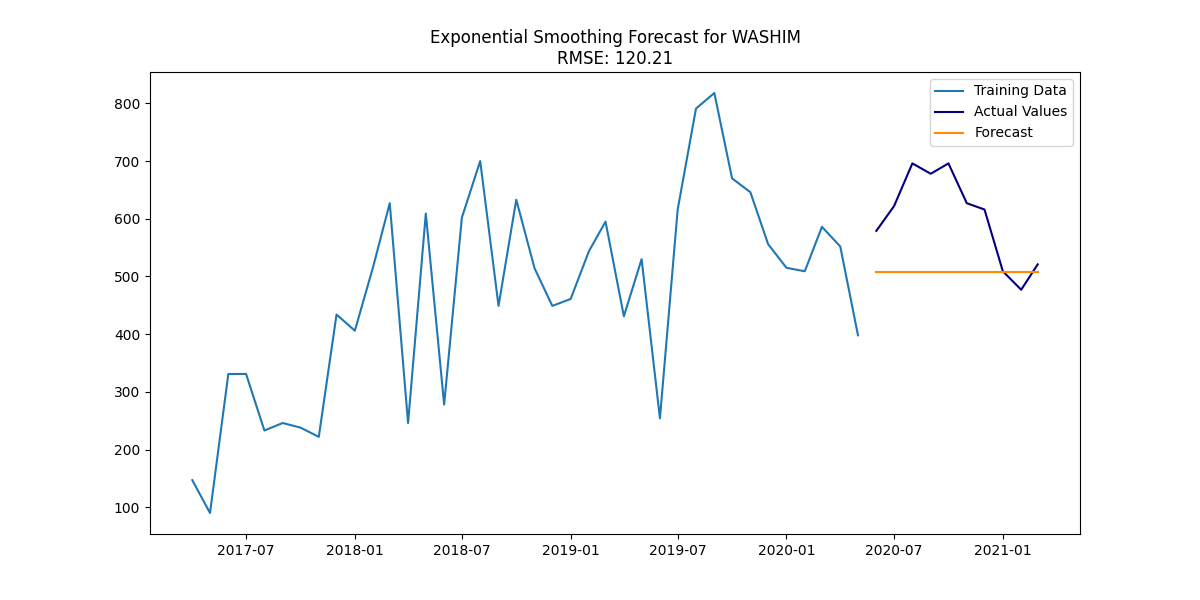 Exponential Smoothing Forecast for WASHIM
RMSE: 120.21
Training Data
Actual Values
Forecast
800
700
600
500
400
300
200
100
2017-07 2018-01 2018-07 2019-01 2019-07 2020-01 2020-07 2021-01